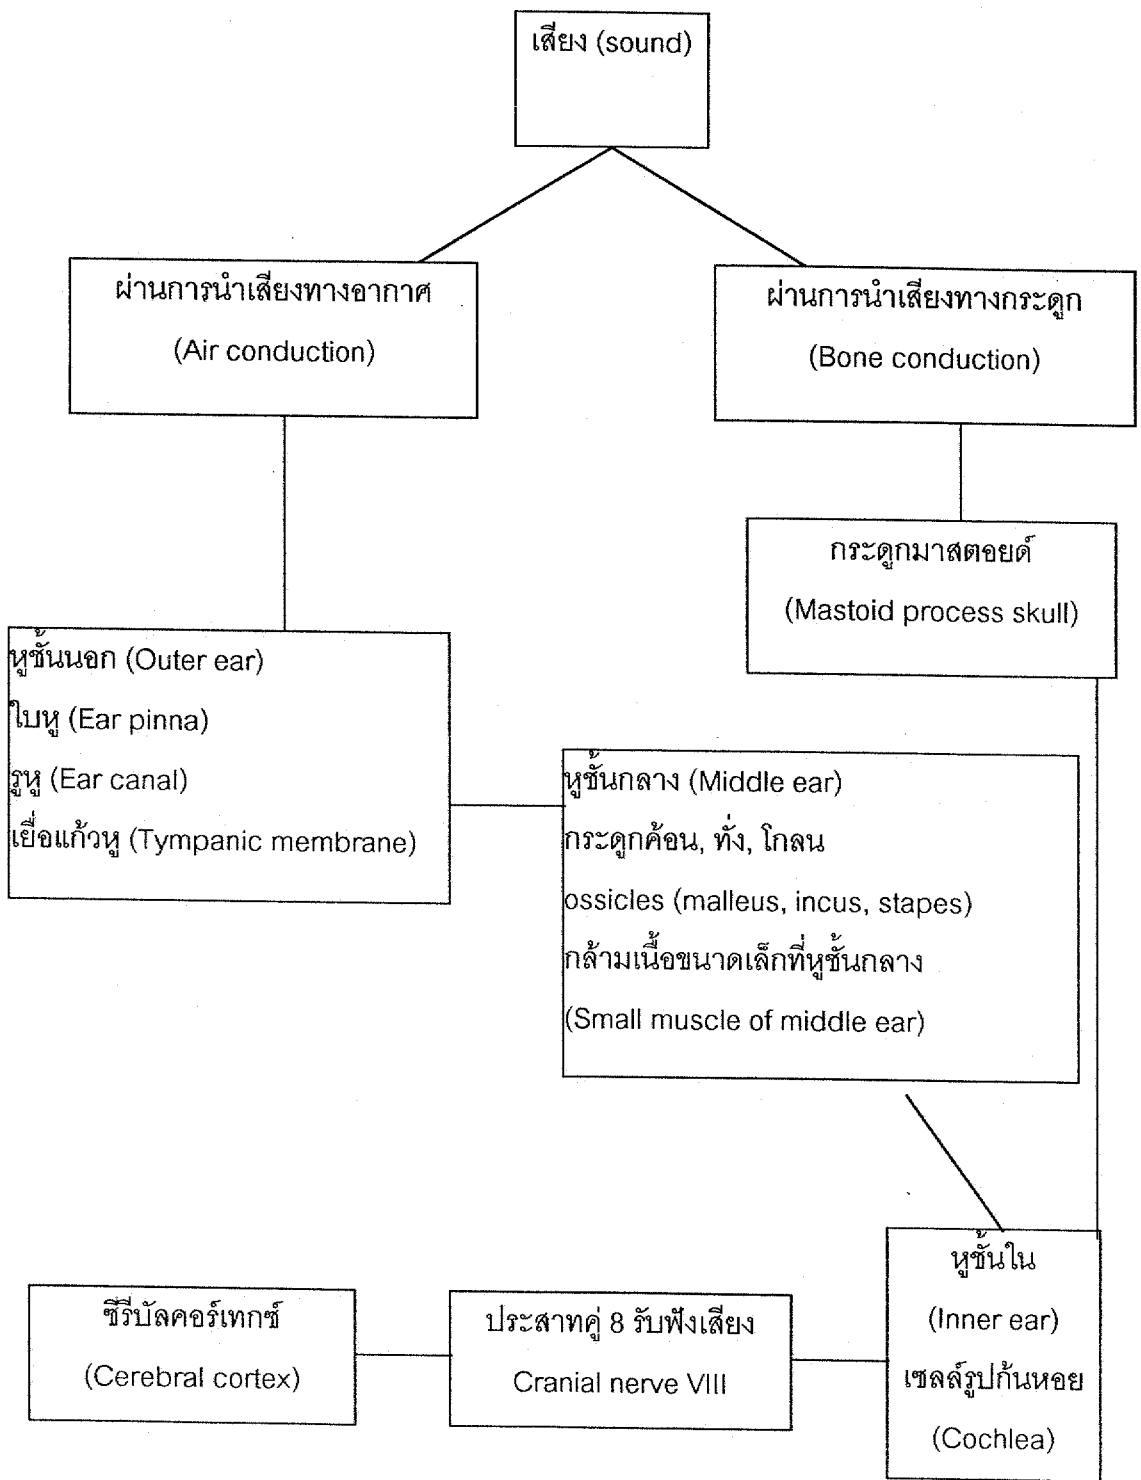 เสียง (sound)
ผ่านการนำเสียงทางอากาศ
(Air conduction)
ผ่านการนำเสียงทางกระดูก
(Bone conduction)
กระดูกมาสตอยด์
(Mastoid process skull)
หูชั้นนอก (Outer ear)
ใบหู (Ear pinna)
รูหู (Ear canal)
เยื่อแก้วหู (Tympanic membrane)
หูชั้นกลาง (Middle ear)
กระดูกค้อน, ทั่ง, โกลน
ossicles (malleus, incus, stapes)
กล้ามเนื้อขนาดเล็กที่หูชั้นกลาง
(Small muscle of middle ear)
หูชั้นใน
(Inner ear)
เซลล์รูปก้นหอย
(Cochlea)
ประสาทคู่ 8 รับฟังเสียง
Cranial nerve VIII
ซีรีบัลคอร์เทกซ์
(Cerebral cortex)